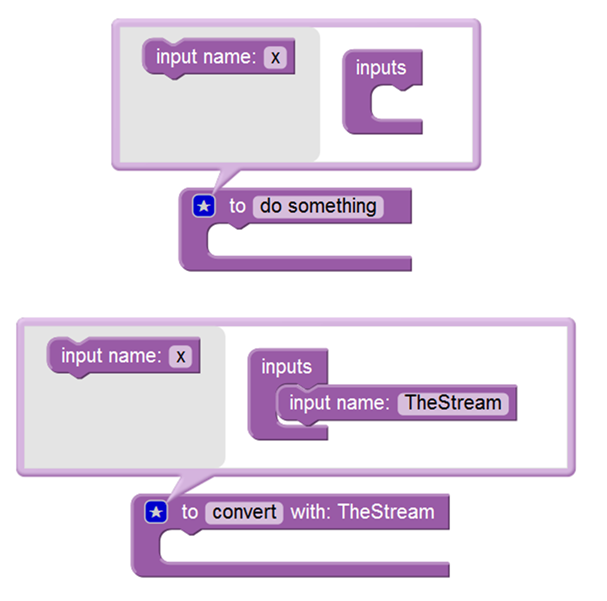 input name: x
inputs
to do something
input name: x
inputs
input name: TheStream
to convert with: TheStream